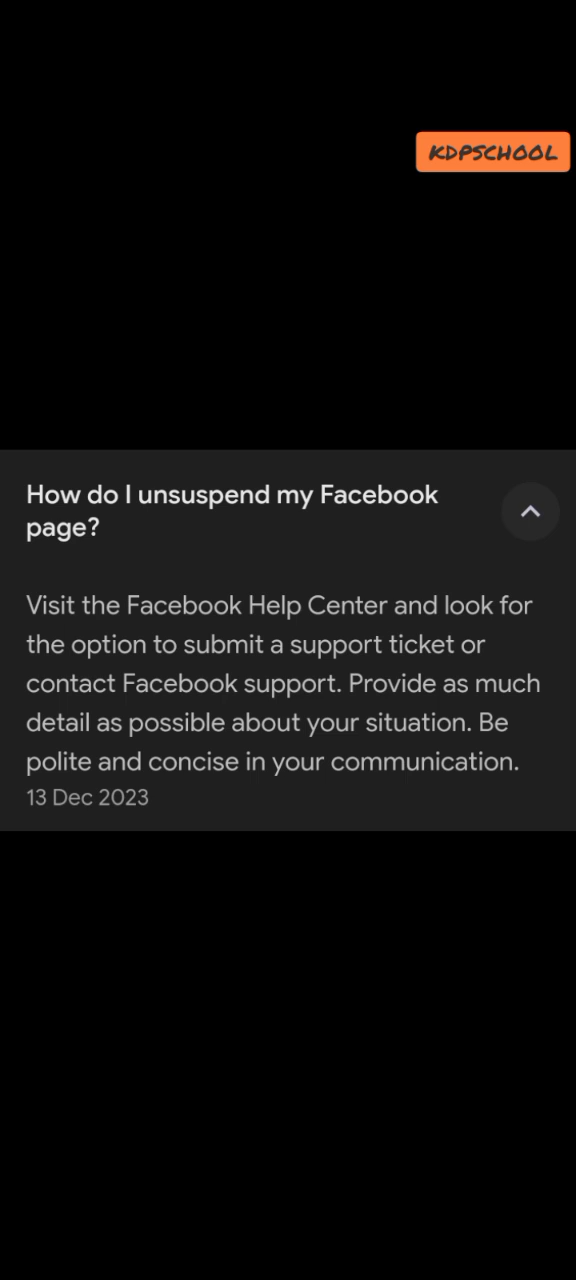 KDPSCHOOL
How do I unsuspend my Facebook
page?
Visit the Facebook Help Center and look for
the option to submit a support ticket or
contact Facebook support. Provide as much
detail as possible about your situation. Be
polite and concise in your communication.
13 Dec 2023